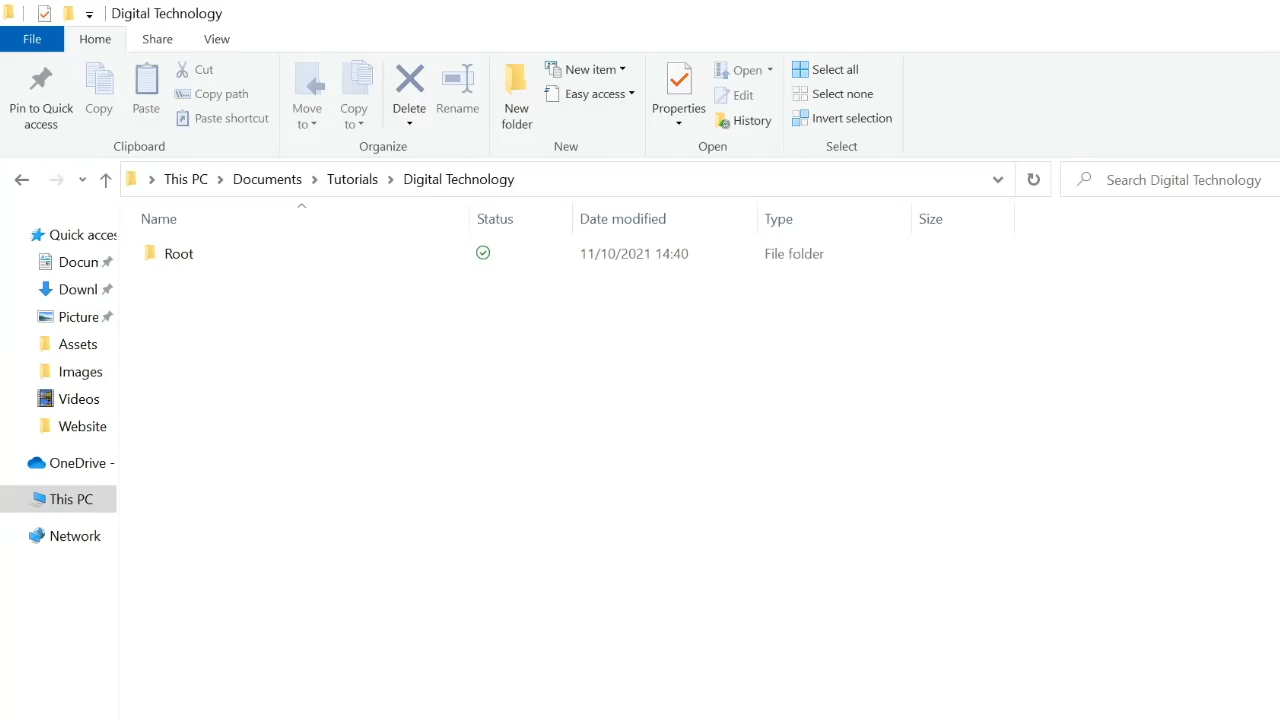 Digital Technology
File Home Share View
Pin to Quick access
Copy
Paste
Cut
Copy path
Paste shortcut
Clipboard
Move to
Copy to
Delete
Rename
Organize
New folder
New item
Easy access
New
Properties
Open
Edit
History
Open
Select all
Select none
Invert selection
Select
This PC Documents Tutorials Digital Technology
Search Digital Technology
Name Status Date modified Type Size
Root 11/10/2021 14:40 File folder
Quick acces
Docun
Downl
Picture
Assets
Images
Videos
Website
OneDrive -
This PC
Network